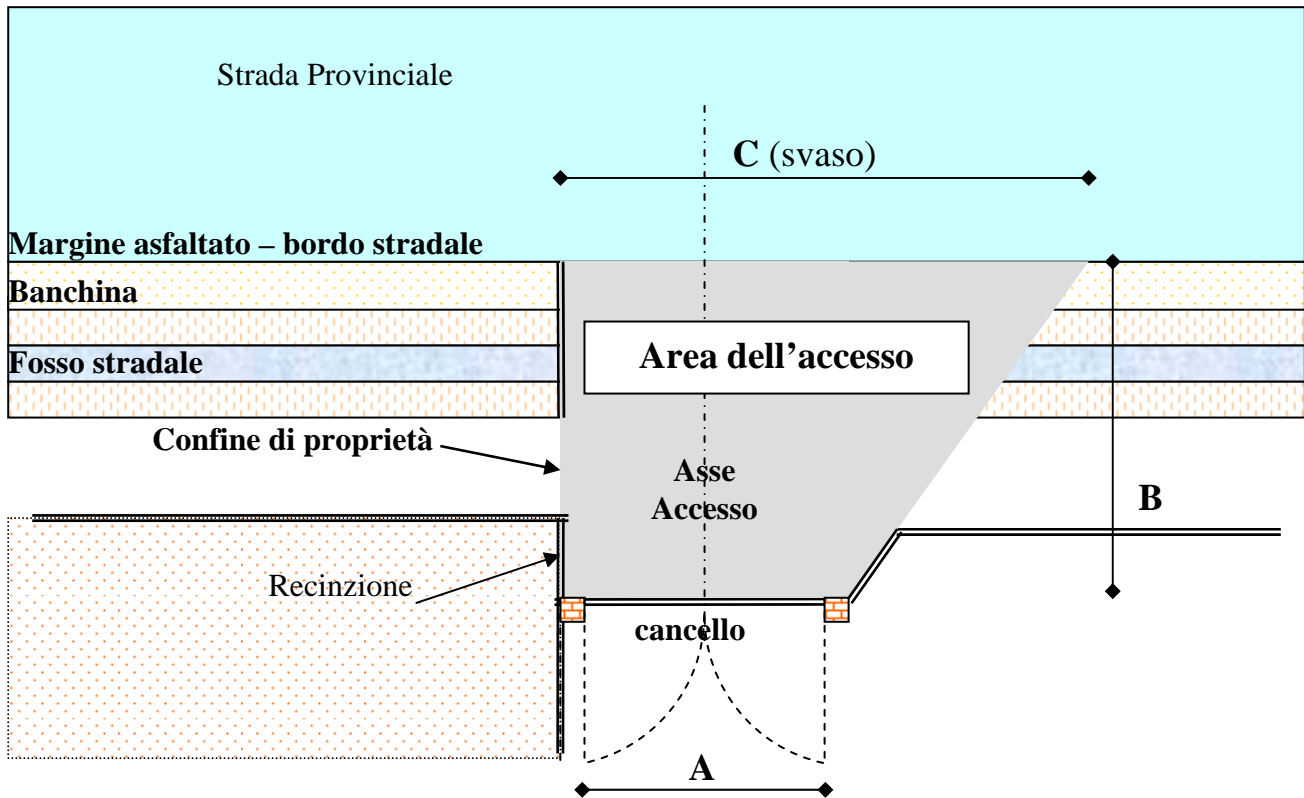 Strada Provinciale
C (svaso)
Margine asfaltato – bordo stradale
Banchina
Area dell’accesso
Fosso stradale
Confine di proprietà
Asse
Accesso
B
Recinzione
cancello
A